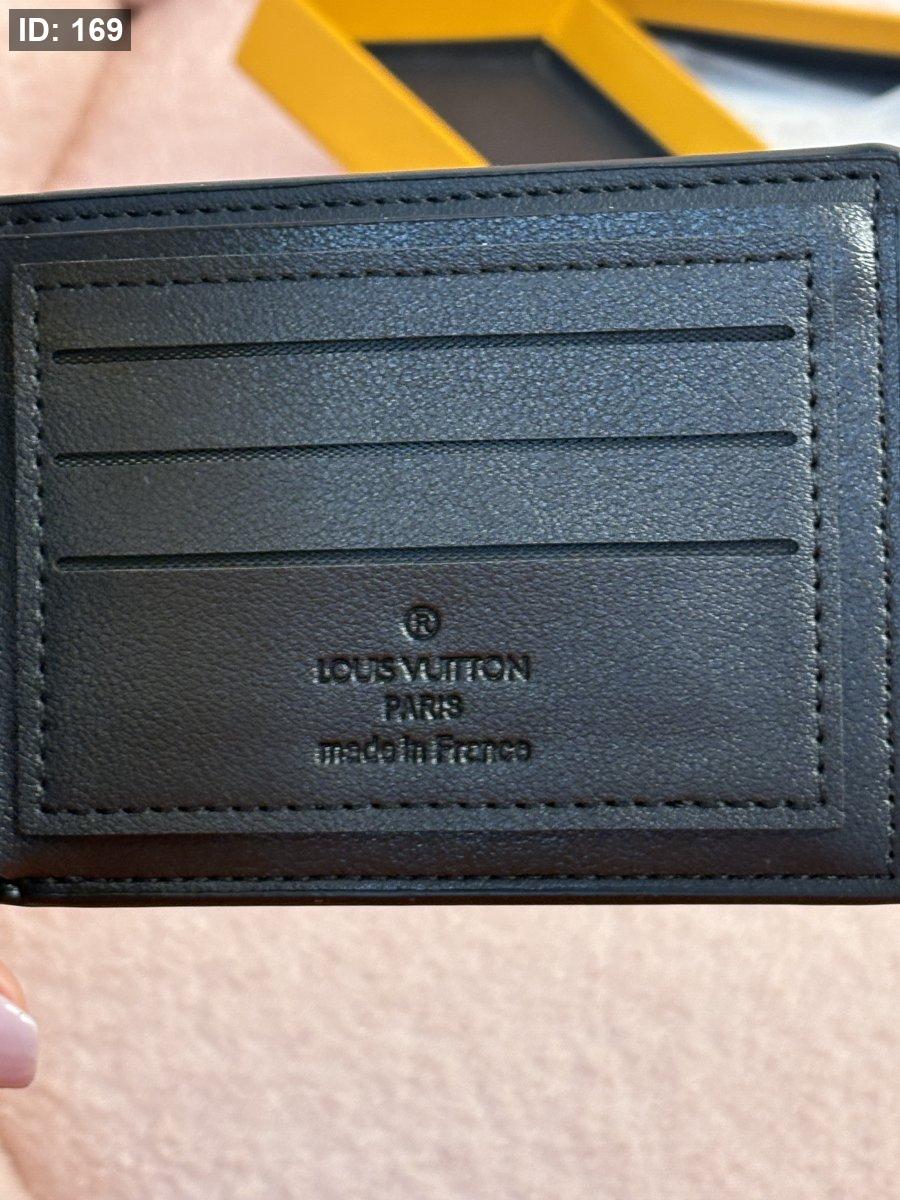 ID: 169
®
LOUIS VUITTON
PARIS
made in France